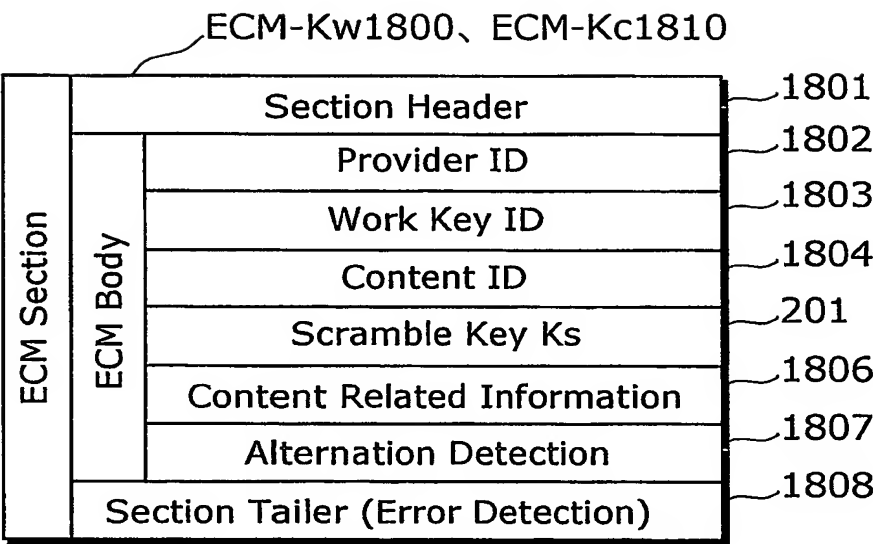 ECM-Kw1800、ECM-Kc1810
Section Header
1801
Provider ID
1802
Work Key ID
1803
Content ID
1804
Scramble Key Ks
201
Content Related Information
1806
Alternation Detection
1807
Section Tailer (Error Detection)
1808
ECM Section
ECM Body